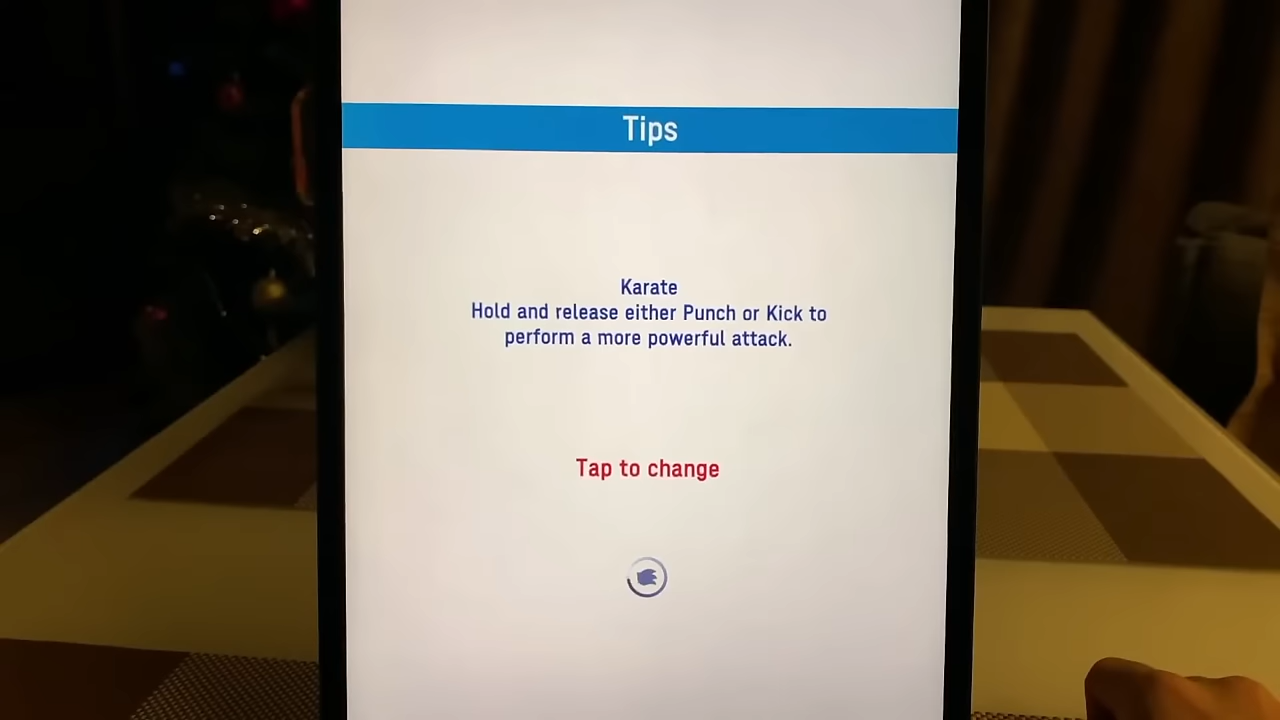 Tips
Karate
Hold and release either Punch or Kick to
perform a more powerful attack.
Tap to change